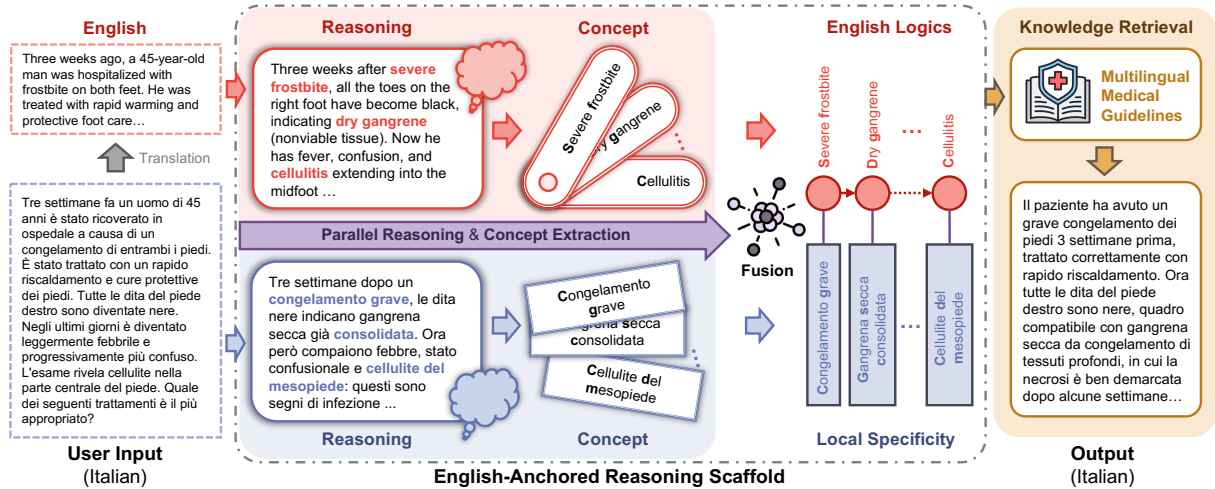 English
Three weeks ago, a 45-year-old
man was hospitalized with
frostbite on both feet. He was
treated with rapid warming and
protective foot care…
Translation
Tre settimane fa un uomo di 45
anni è stato ricoverato in
ospedale a causa di un
congelamento di entrambi i piedi.
È stato trattato con un rapido
riscaldamento e cure protettive
dei piedi. Tutte le dita del piede
destro sono diventate nere.
Negli ultimi giorni è diventato
leggermente febbrile e
progressivamente più confuso.
L'esame rivela cellulite nella
parte centrale del piede. Quale
dei seguenti trattamenti è il più
appropriato?
User Input
(Italian)
Reasoning
Three weeks after severe
frostbite, all the toes on the
right foot have become black,
indicating dry gangrene
(nonviable tissue). Now he
has fever, confusion, and
cellulitis extending into the
midfoot …
Concept
Severe frostbite
Dry gangrene
Cellulitis
Parallel Reasoning & Concept Extraction
Tre settimane dopo un
congelamento grave, le dita
nere indicano gangrena
secca già consolidata. Ora
però compaiono febbre, stato
confusionale e cellulite del
mesopiede: questi sono
segni di infezione ...
Reasoning
Congelamento
grave
grena secca
consolidata
Cellulite del
mesopiede
Concept
Fusion
English Logics
Severe frostbite
Dry gangrene
...
Cellulitis
Congelamento grave
Gangrena secca
consolidata
...
Cellulite del
mesopiede
Local Specificity
English-Anchored Reasoning Scaffold
Knowledge Retrieval
Multilingual
Medical
Guidelines
Il paziente ha avuto un
grave congelamento dei
piedi 3 settimane prima,
trattato correttamente con
rapido riscaldamento. Ora
tutte le dita del piede
destro sono nere, quadro
compatibile con gangrena
secca da congelamento di
tessuti profondi, in cui la
necrosi è ben demarcata
dopo alcune settimane…
Output
(Italian)